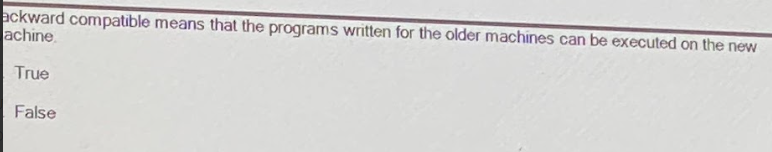 ackward compatible means that the programs written for the older machines can be executed on the new
achine.
True
False